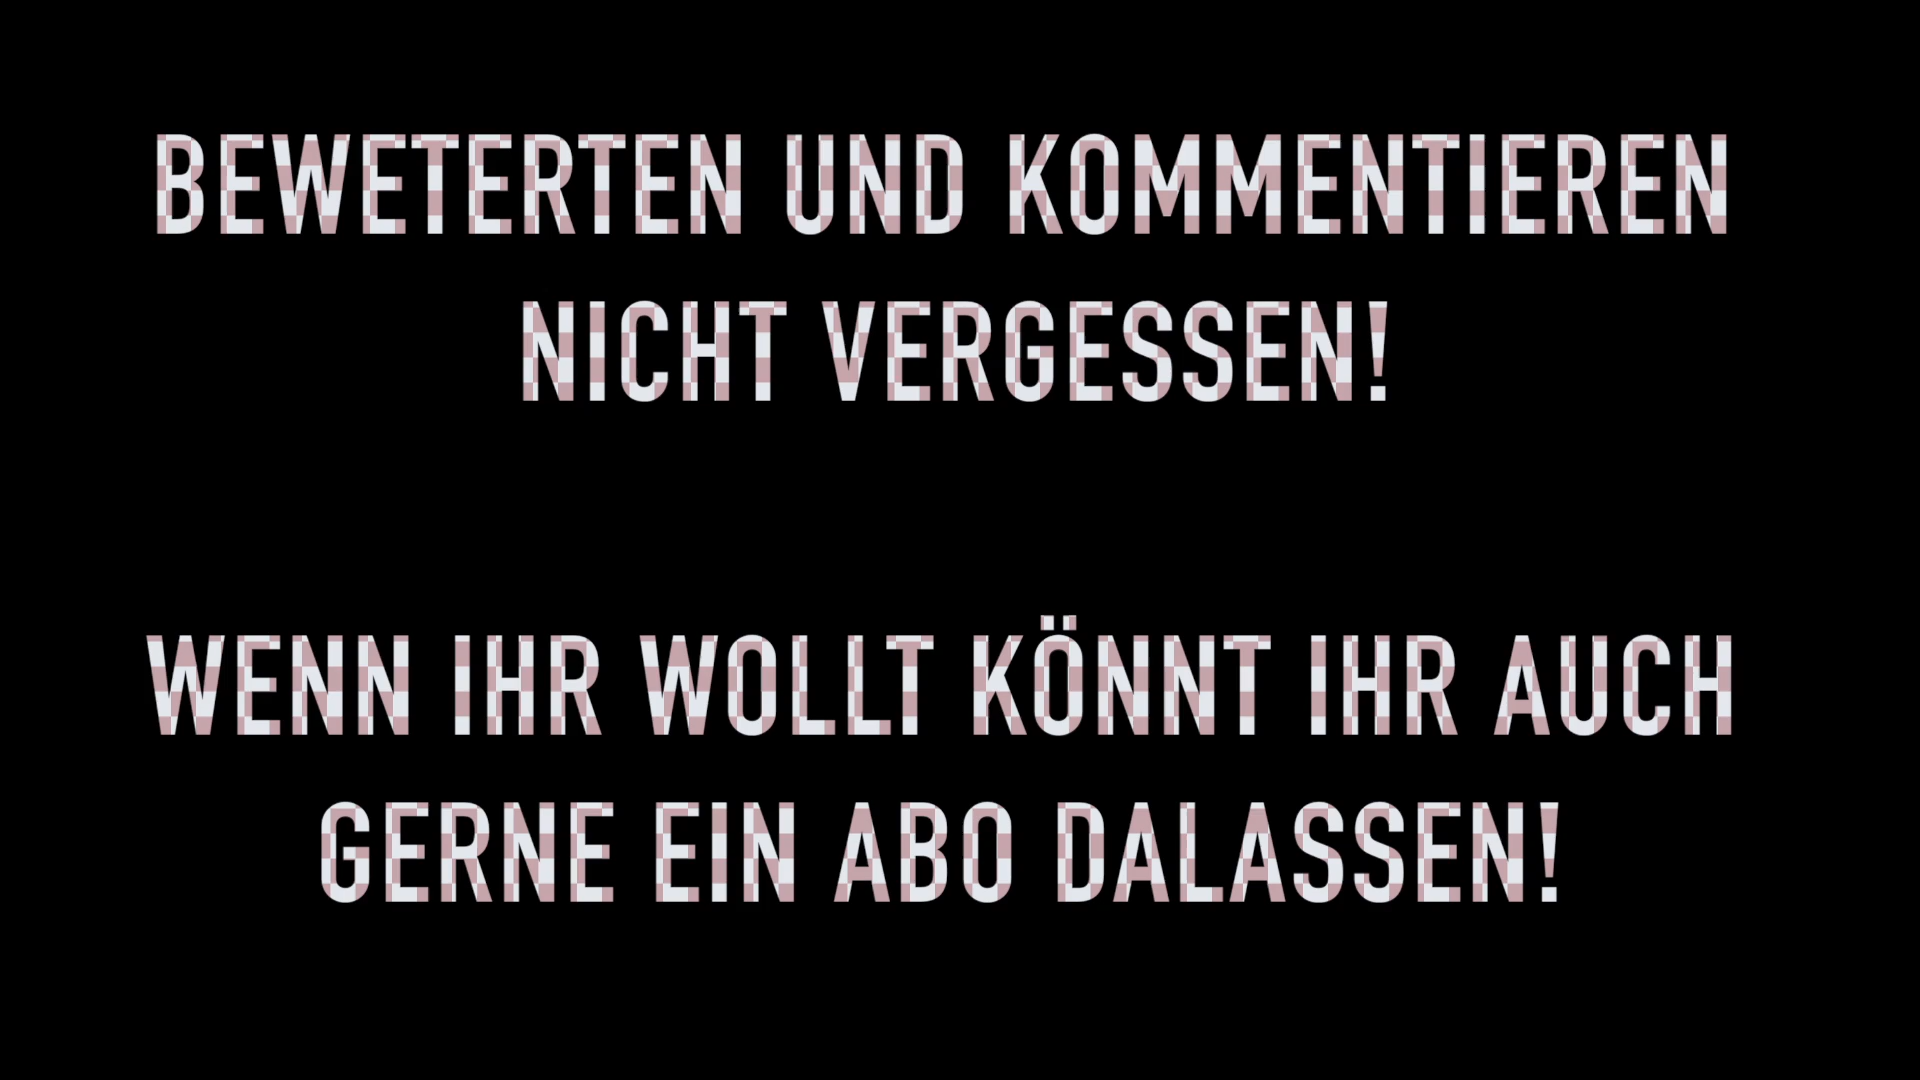 BEWETERTEN UND KOMMENTIEREN
NICHT VERGESSEN!
WENN IHR WOLLT KÖNNT IHR AUCH
GERNE EIN ABO DALASSEN!